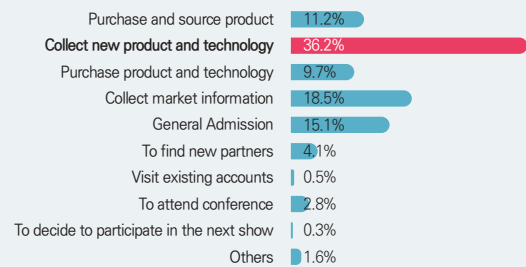 Purchase and source product 11.2%
Collect new product and technology 36.2%
Purchase product and technology 9.7%
Collect market information 18.5%
General Admission 15.1%
To find new partners 4.1%
Visit existing accounts 0.5%
To attend conference 2.8%
To decide to participate in the next show 0.3%
Others 1.6%